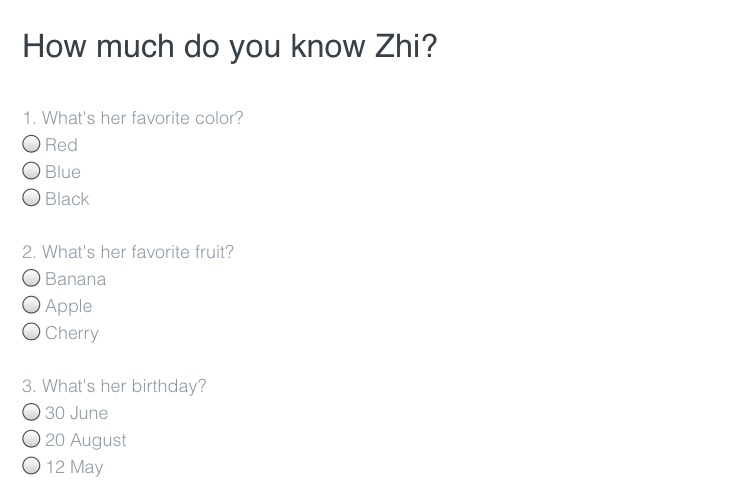 How much do you know Zhi?
1. What's her favorite color?
Red
Blue
Black
2. What's her favorite fruit?
Banana
Apple
Cherry
3. What's her birthday?
30 June
20 August
12 May